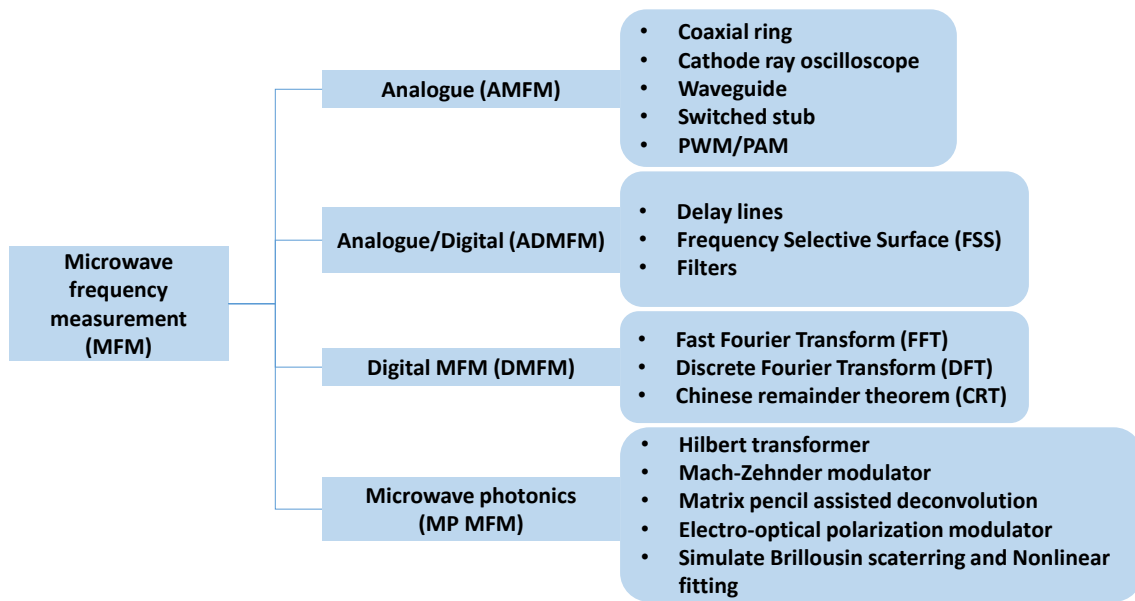 Microwave
frequency
measurement
(MFM)
Analogue (AMFM)
• Coaxial ring
• Cathode ray oscilloscope
• Waveguide
• Switched stub
• PWM/PAM
Analogue/Digital (ADMFM)
• Delay lines
• Frequency Selective Surface (FSS)
• Filters
Digital MFM (DMFM)
• Fast Fourier Transform (FFT)
• Discrete Fourier Transform (DFT)
• Chinese remainder theorem (CRT)
Microwave photonics
(MP MFM)
• Hilbert transformer
• Mach-Zehnder modulator
• Matrix pencil assisted deconvolution
• Electro-optical polarization modulator
• Simulate Brillousin scaterring and Nonlinear
fitting